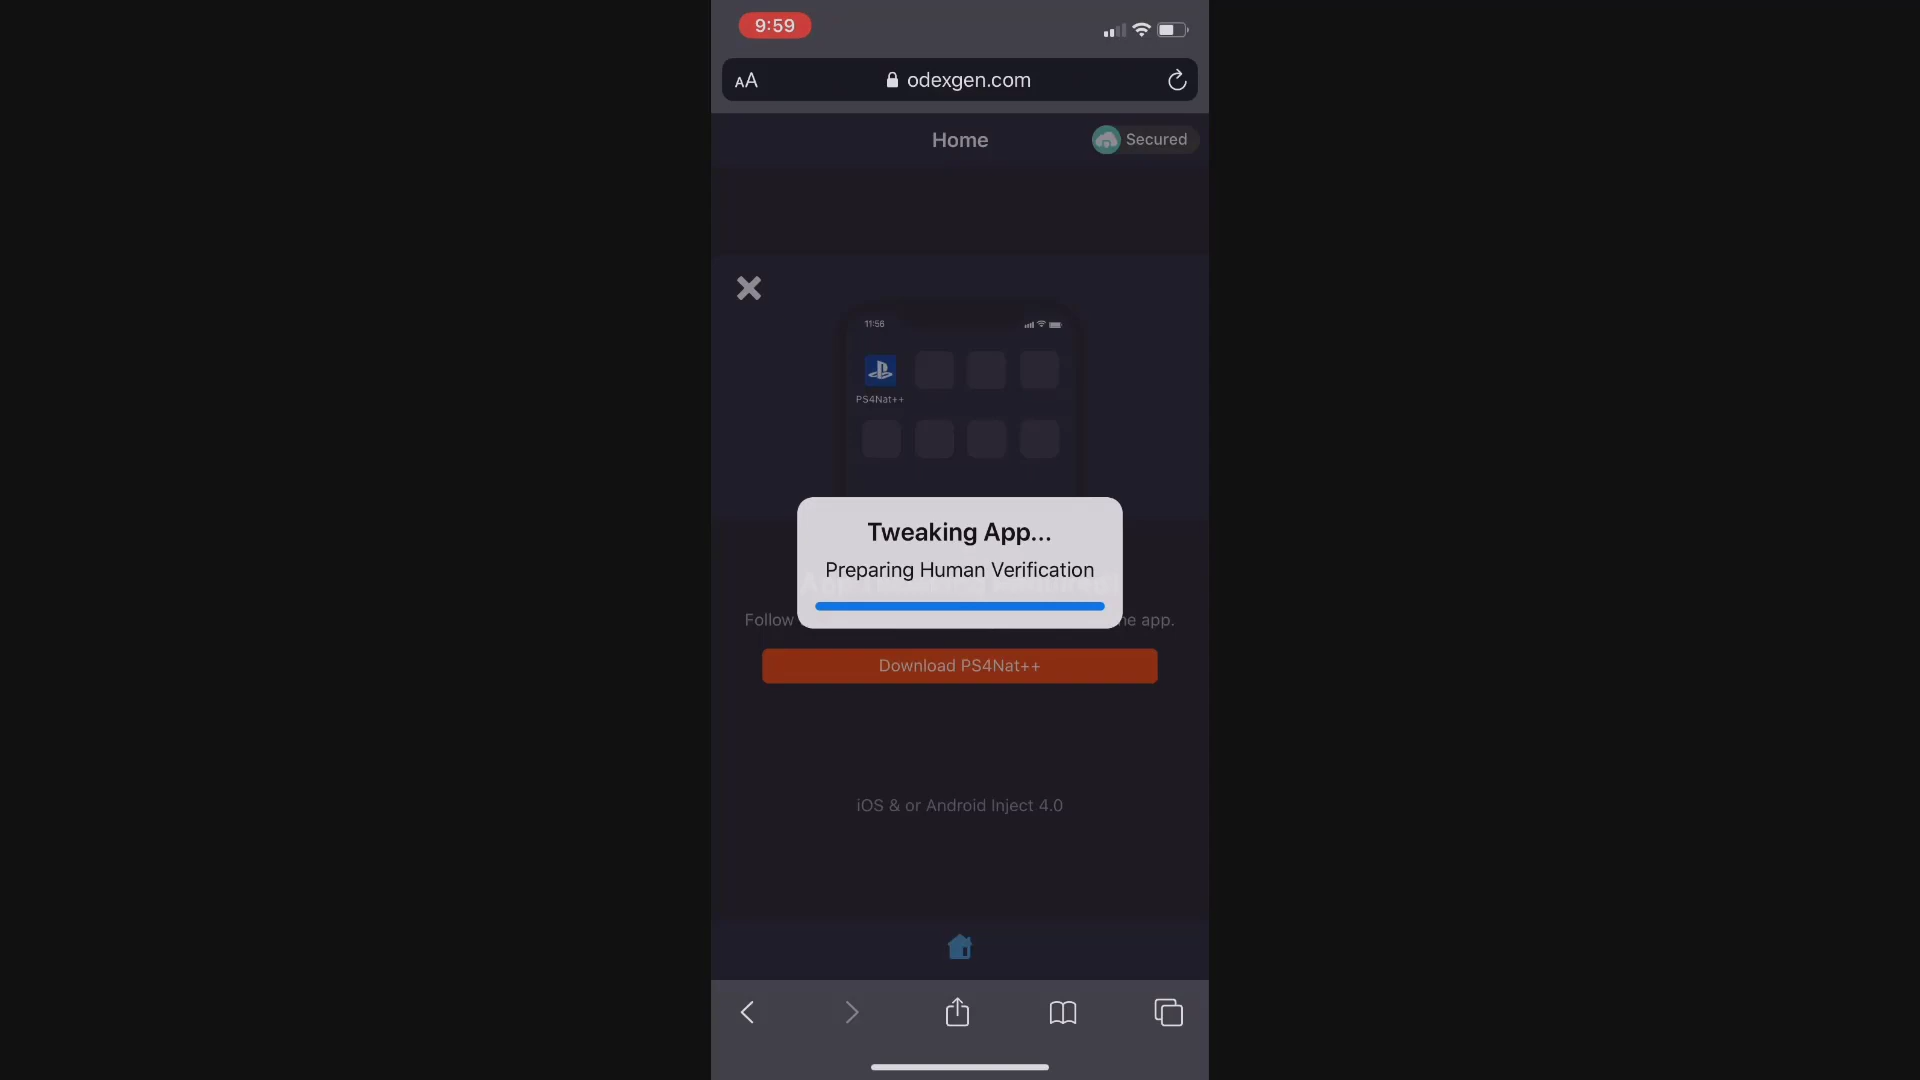 9:59
AA
odexgen.com
Home
Secured
11:56
PS4Nat++
Tweaking App...
Preparing Human Verification
Follow
he app.
Download PS4Nat++
iOS & or Android Inject 4.0